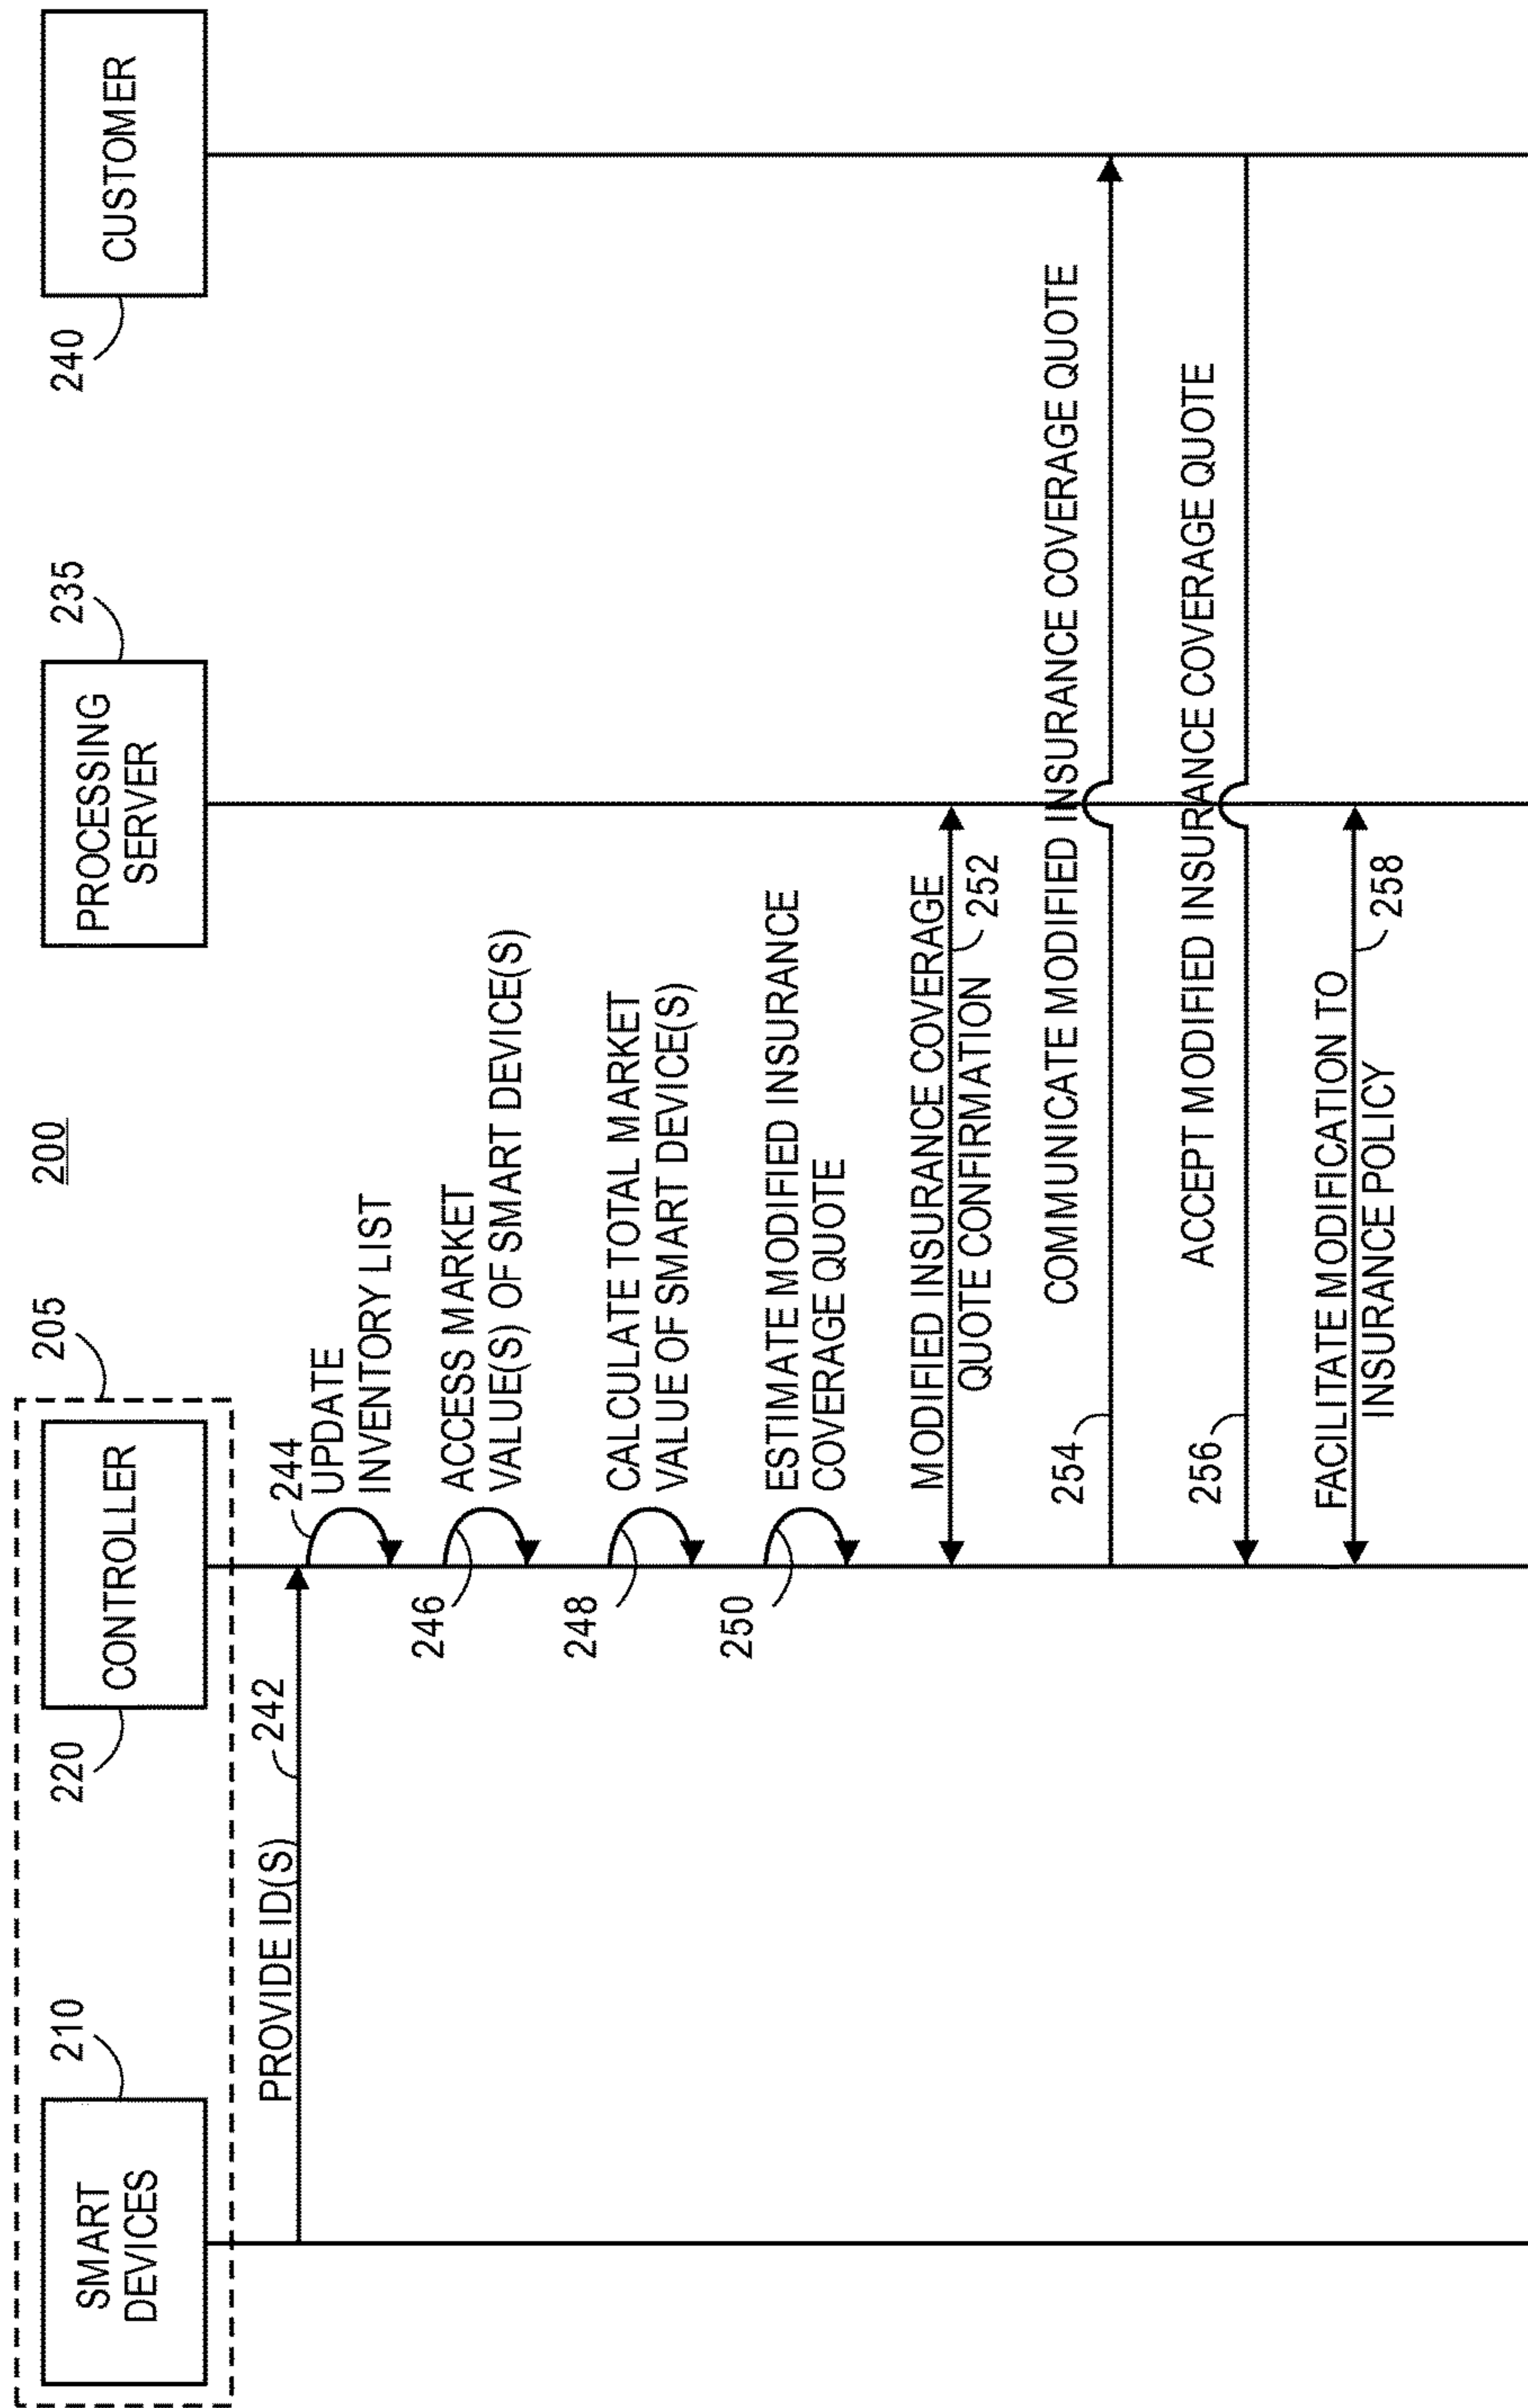 200
205
SMART
DEVICES
210
220
CONTROLLER
PROCESSING
SERVER
235
240
CUSTOMER
PROVIDE ID(S)
242
244
UPDATE
INVENTORY LIST
246
ACCESS MARKET
VALUE(S) OF SMART DEVICE(S)
248
CALCULATE TOTAL MARKET
VALUE OF SMART DEVICE(S)
250
ESTIMATE MODIFIED INSURANCE
COVERAGE QUOTE
MODIFIED INSURANCE COVERAGE
QUOTE CONFIRMATION
252
COMMUNICATE MODIFIED INSURANCE COVERAGE QUOTE
254
ACCEPT MODIFIED INSURANCE COVERAGE QUOTE
256
FACILITATE MODIFICATION TO
INSURANCE POLICY
258